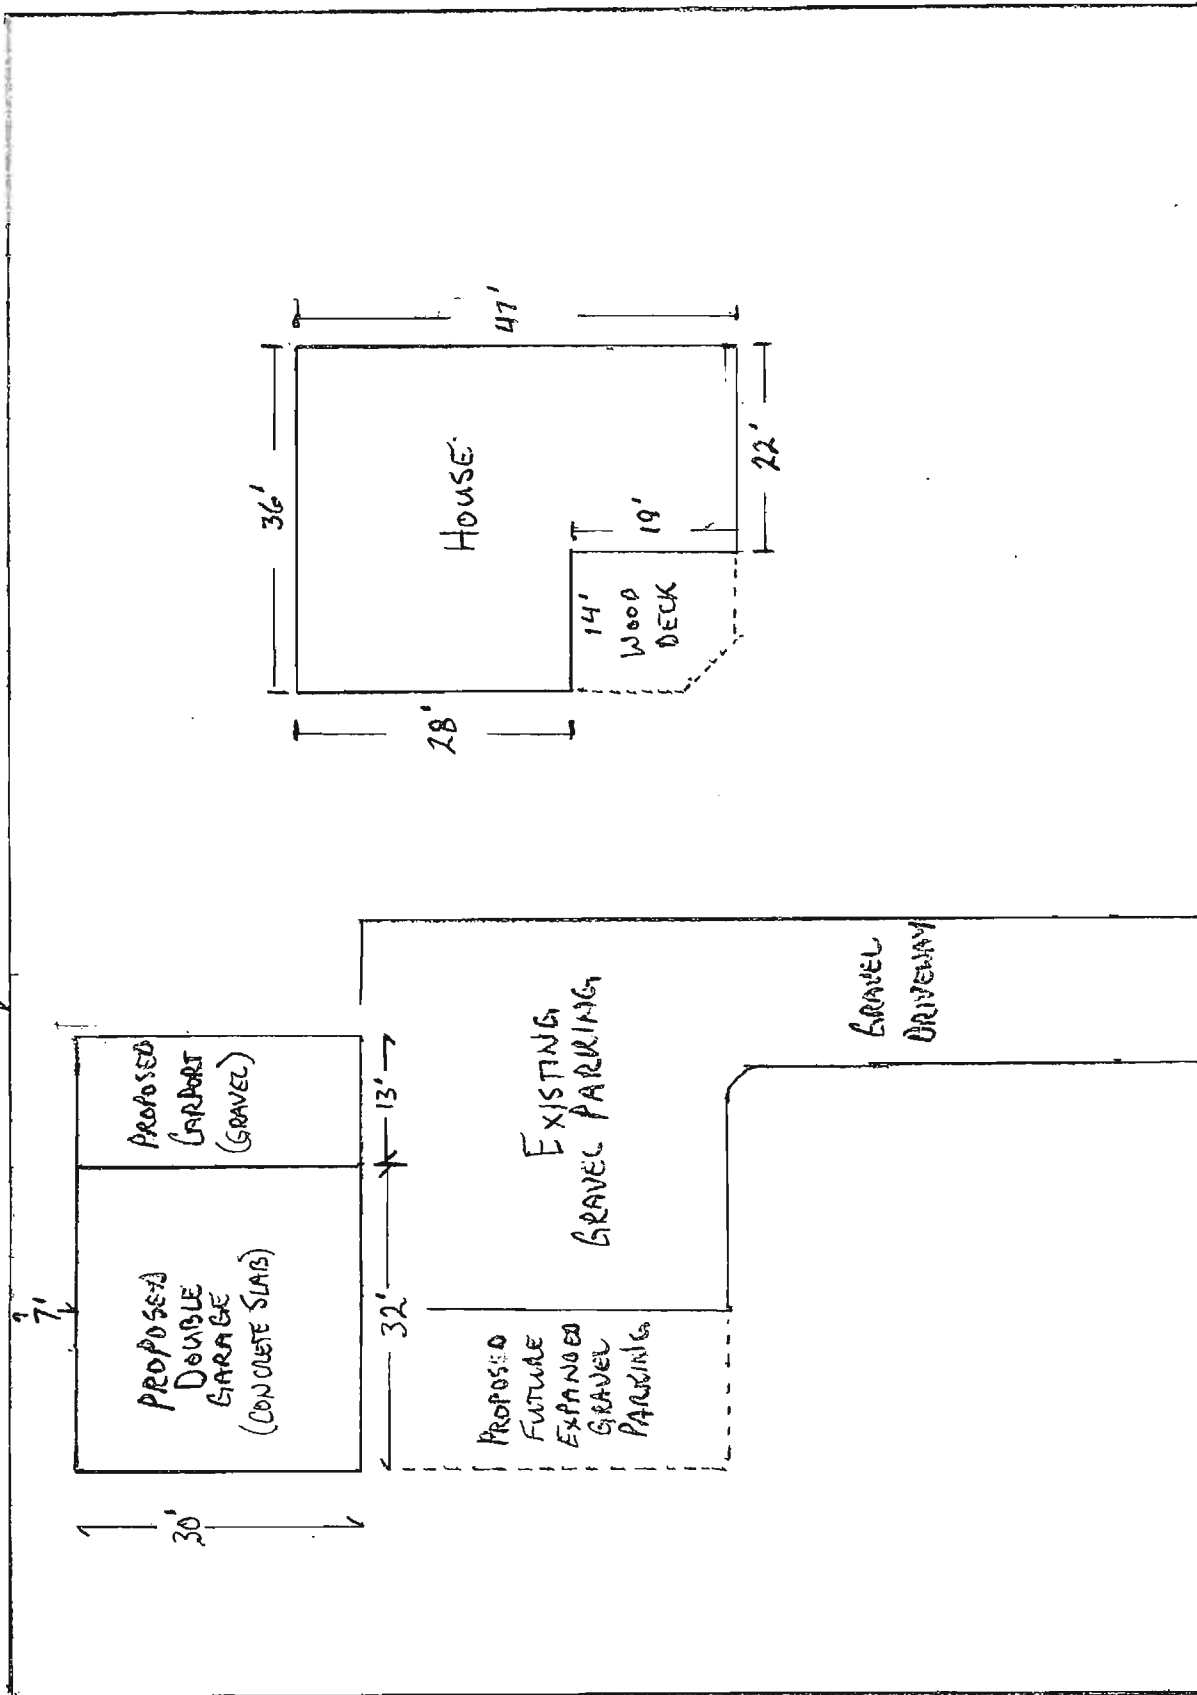 7'
PROPOSED
DOUBLE
GARAGE
(CONCRETE SLAB)
PROPOSED
CARPORT
(GRAVEL)
30'
32'
13'
PROPOSED
FUTURE
EXPANDED
GRAVEL
PARKING
EXISTING
GRAVEL PARKING
GRAVEL
DRIVEWAY
36'
HOUSE
47'
28'
14'
WOOD
DECK
19'
22'